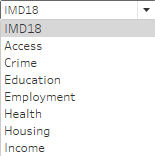 IMD18
IMD18
Access
Crime
Education
Employment
Health
Housing
Income